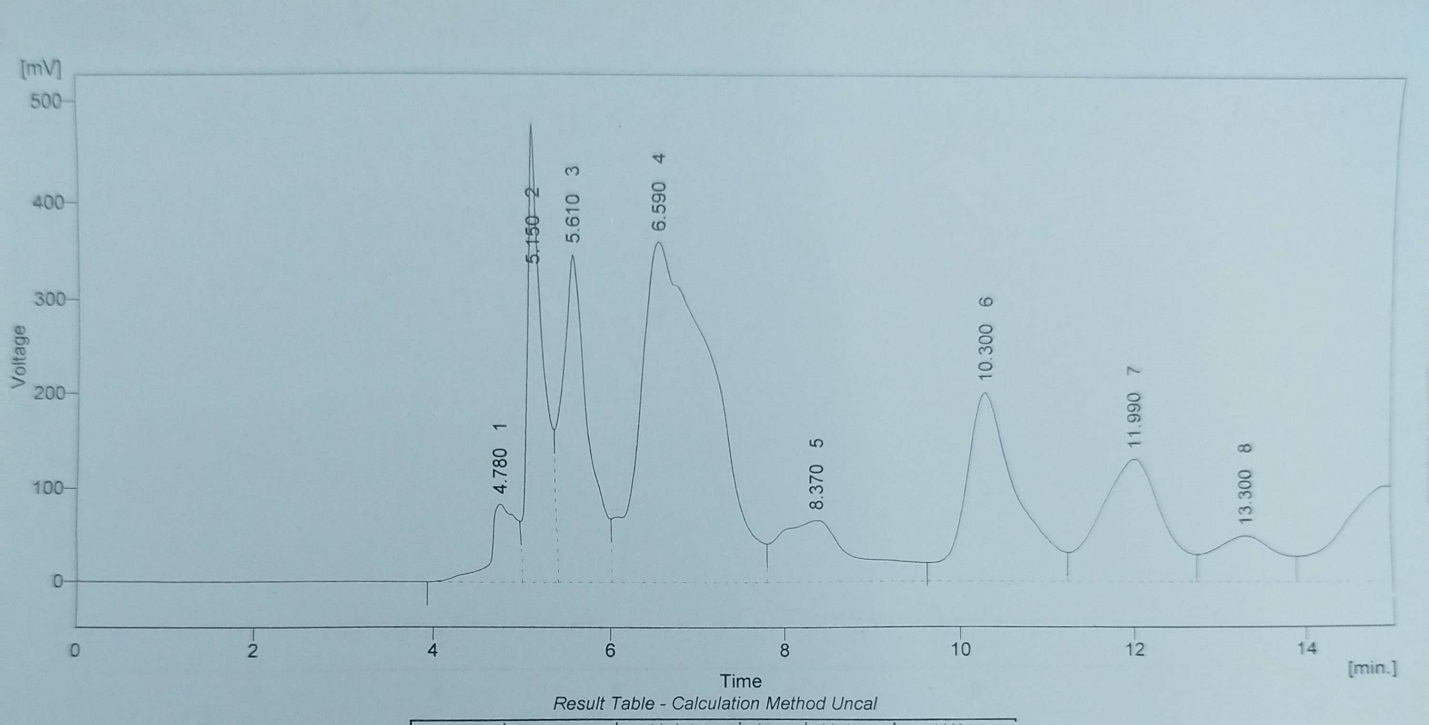 [mV]
500
400
300
200
100
0
Voltage
4.780 1
5.150 2
5.610 3
6.590 4
8.370 5
10.300 6
11.990 7
13.300 8
0 2 4 6 8 10 12 14
[min.]
Time
Result Table - Calculation Method Uncal